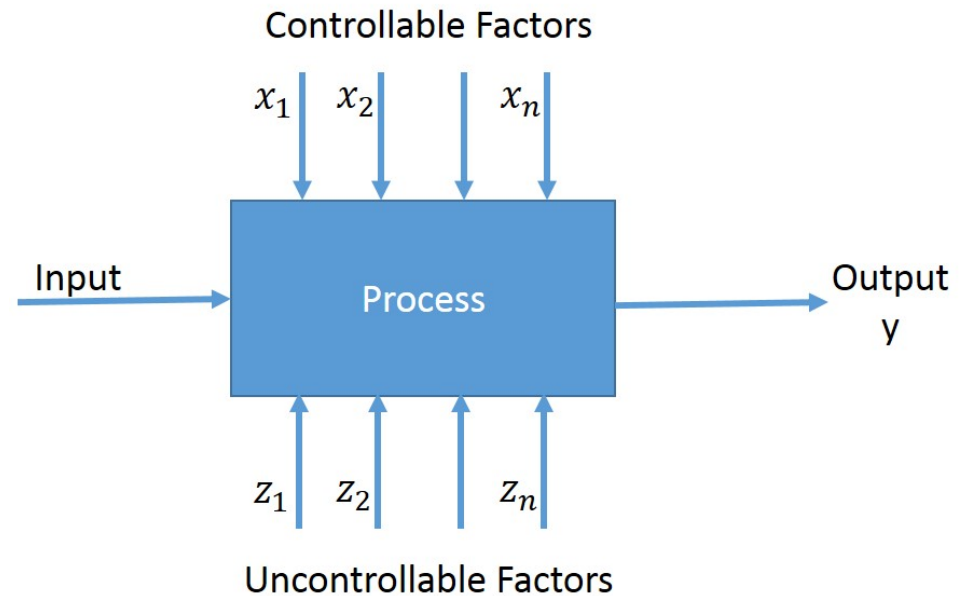 Controllable Factors
x₁ x₂ xₙ
Input
Process
Output
y
z₁ z₂ zₙ
Uncontrollable Factors